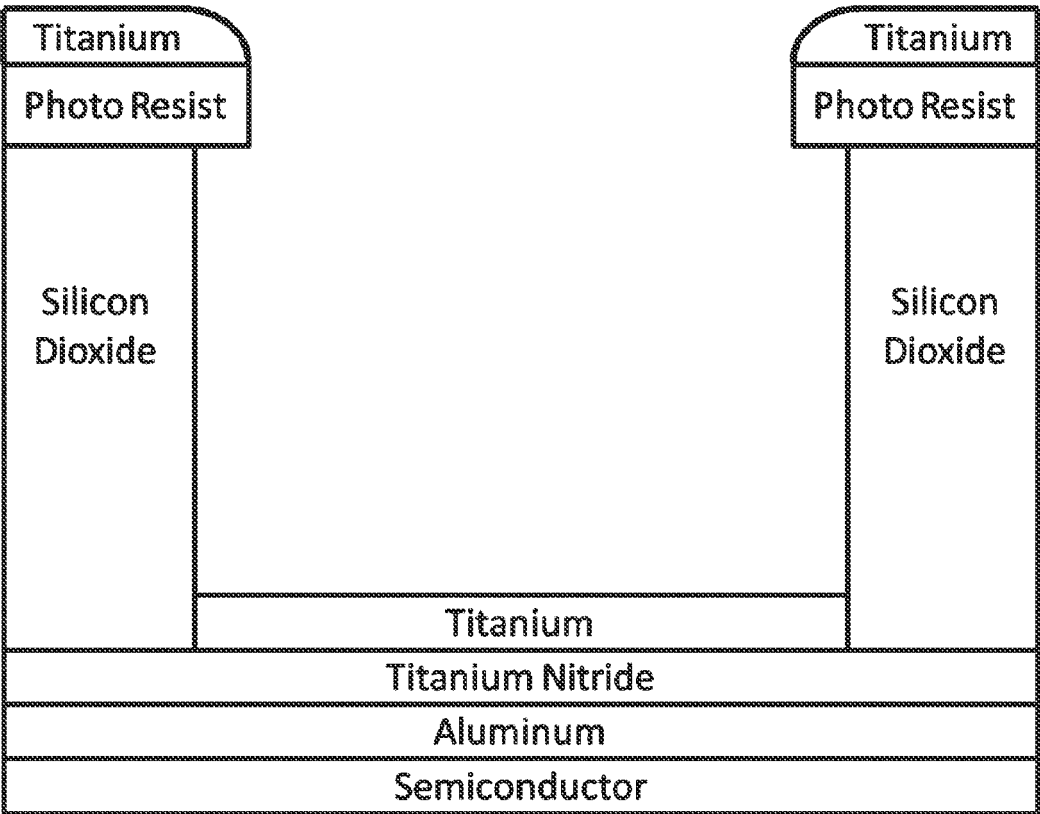 Titanium
Titanium
Photo Resist
Photo Resist
Silicon
Dioxide
Silicon
Dioxide
Titanium
Titanium Nitride
Aluminum
Semiconductor